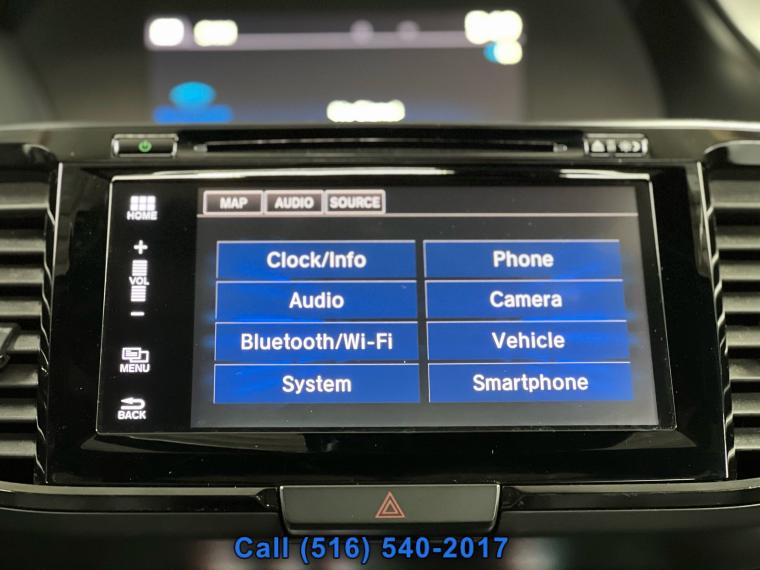 MAP AUDIO SOURCE
HOME
Clock/Info Phone
+
VOL
Audio Camera
-
Bluetooth/Wi-Fi Vehicle
MENU
System Smartphone
BACK
Call (516) 540-2017